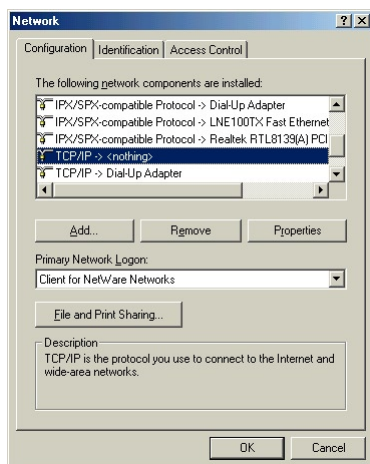 Network
Configuration Identification Access Control
The following network components are installed:
IPX/SPX-compatible Protocol -> Dial-Up Adapter
IPX/SPX-compatible Protocol -> LNE100TX Fast Ethernet
IPX/SPX-compatible Protocol -> Realtek RTL8139(A) PCI
TCP/IP -> <nothing>
TCP/IP -> Dial-Up Adapter
Add... Remove Properties
Primary Network Logon:
Client for NetWare Networks
File and Print Sharing...
Description
TCP/IP is the protocol you use to connect to the Internet and
wide-area networks.
OK Cancel